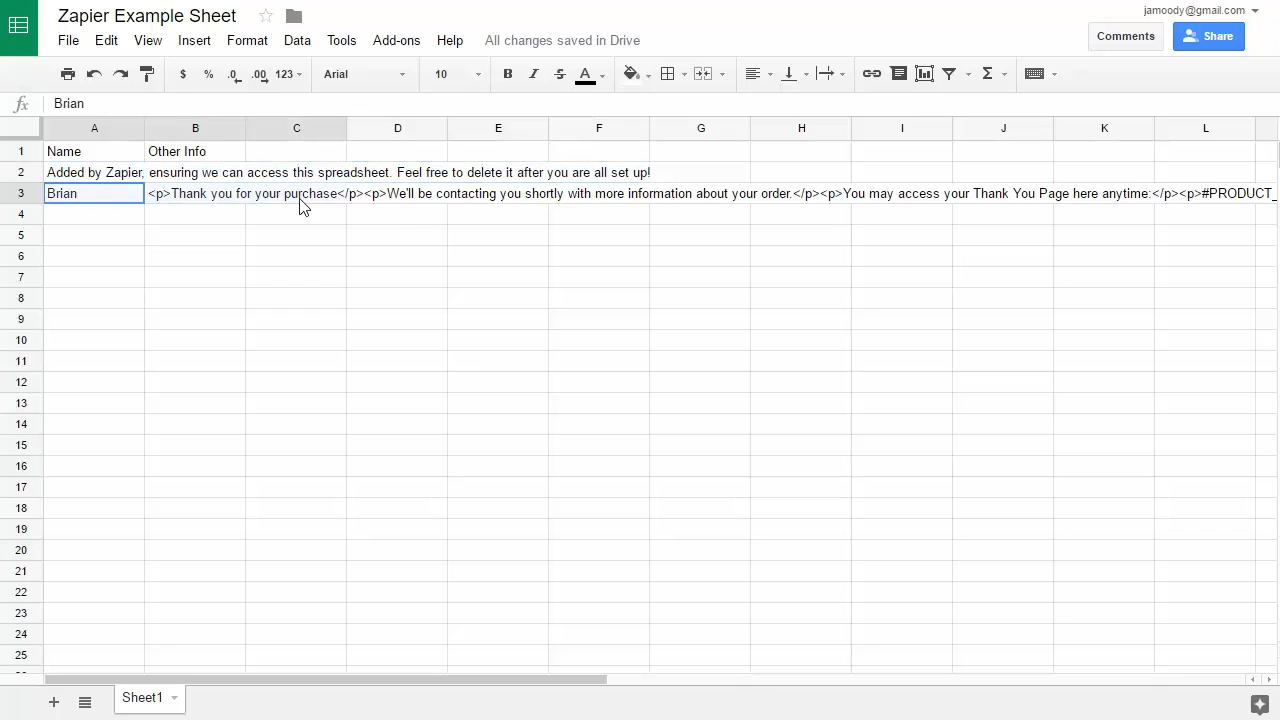 Zapier Example Sheet
jamoody@gmail.com
File Edit View Insert Format Data Tools Add-ons Help All changes saved in Drive
Comments Share
$ % .0 .00 123 Arial 10 B I S A Σ
fx Brian
A B C D E F G H I J K L
1 Name Other Info
2 Added by Zapier, ensuring we can access this spreadsheet. Feel free to delete it after you are all set up!
3 Brian <p>Thank you for your purchase</p><p>We'll be contacting you shortly with more information about your order.</p><p>You may access your Thank You Page here anytime:</p><p>#PRODUCT_
4
5
6
7
8
9
10
11
12
13
14
15
16
17
18
19
20
21
22
23
24
25
Sheet1